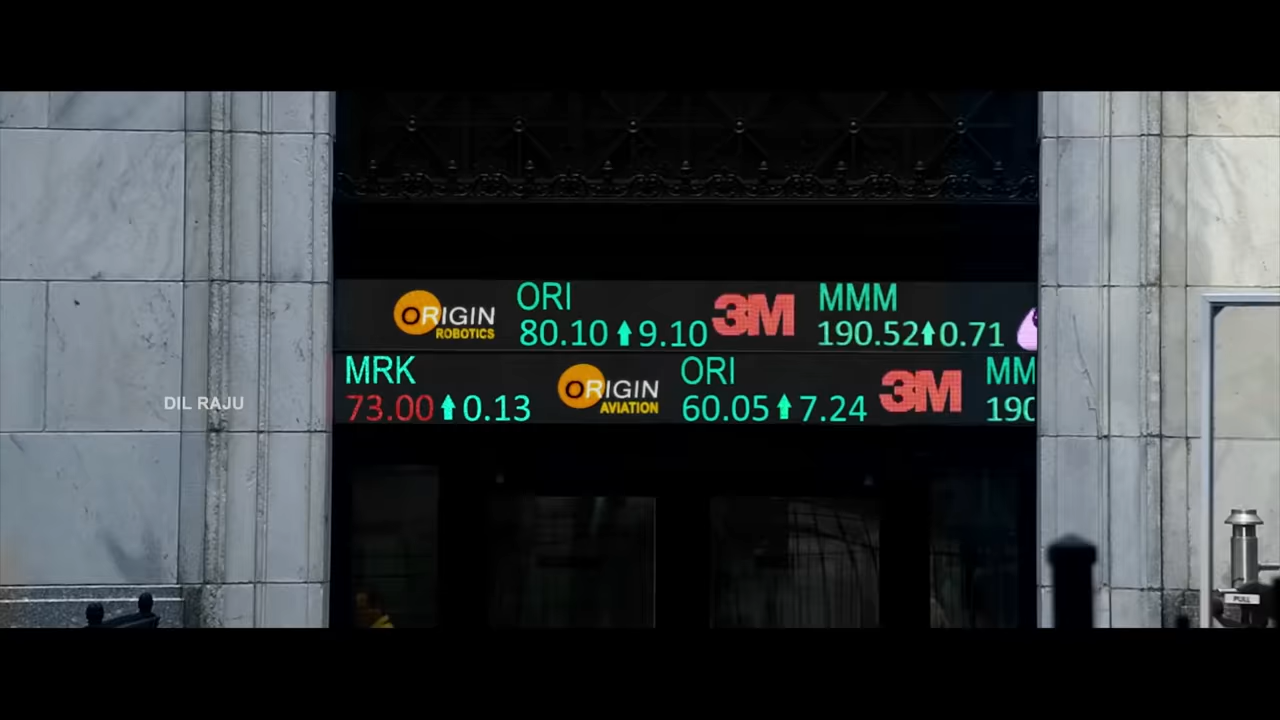 ORIGIN ROBOTICS ORI 80.10 ↑ 9.10 3M MMM 190.52 ↑ 0.71
MRK 73.00 ↑ 0.13 ORIGIN AVIATION ORI 60.05 ↑ 7.24 3M MM 190
DIL RAJU
PULL